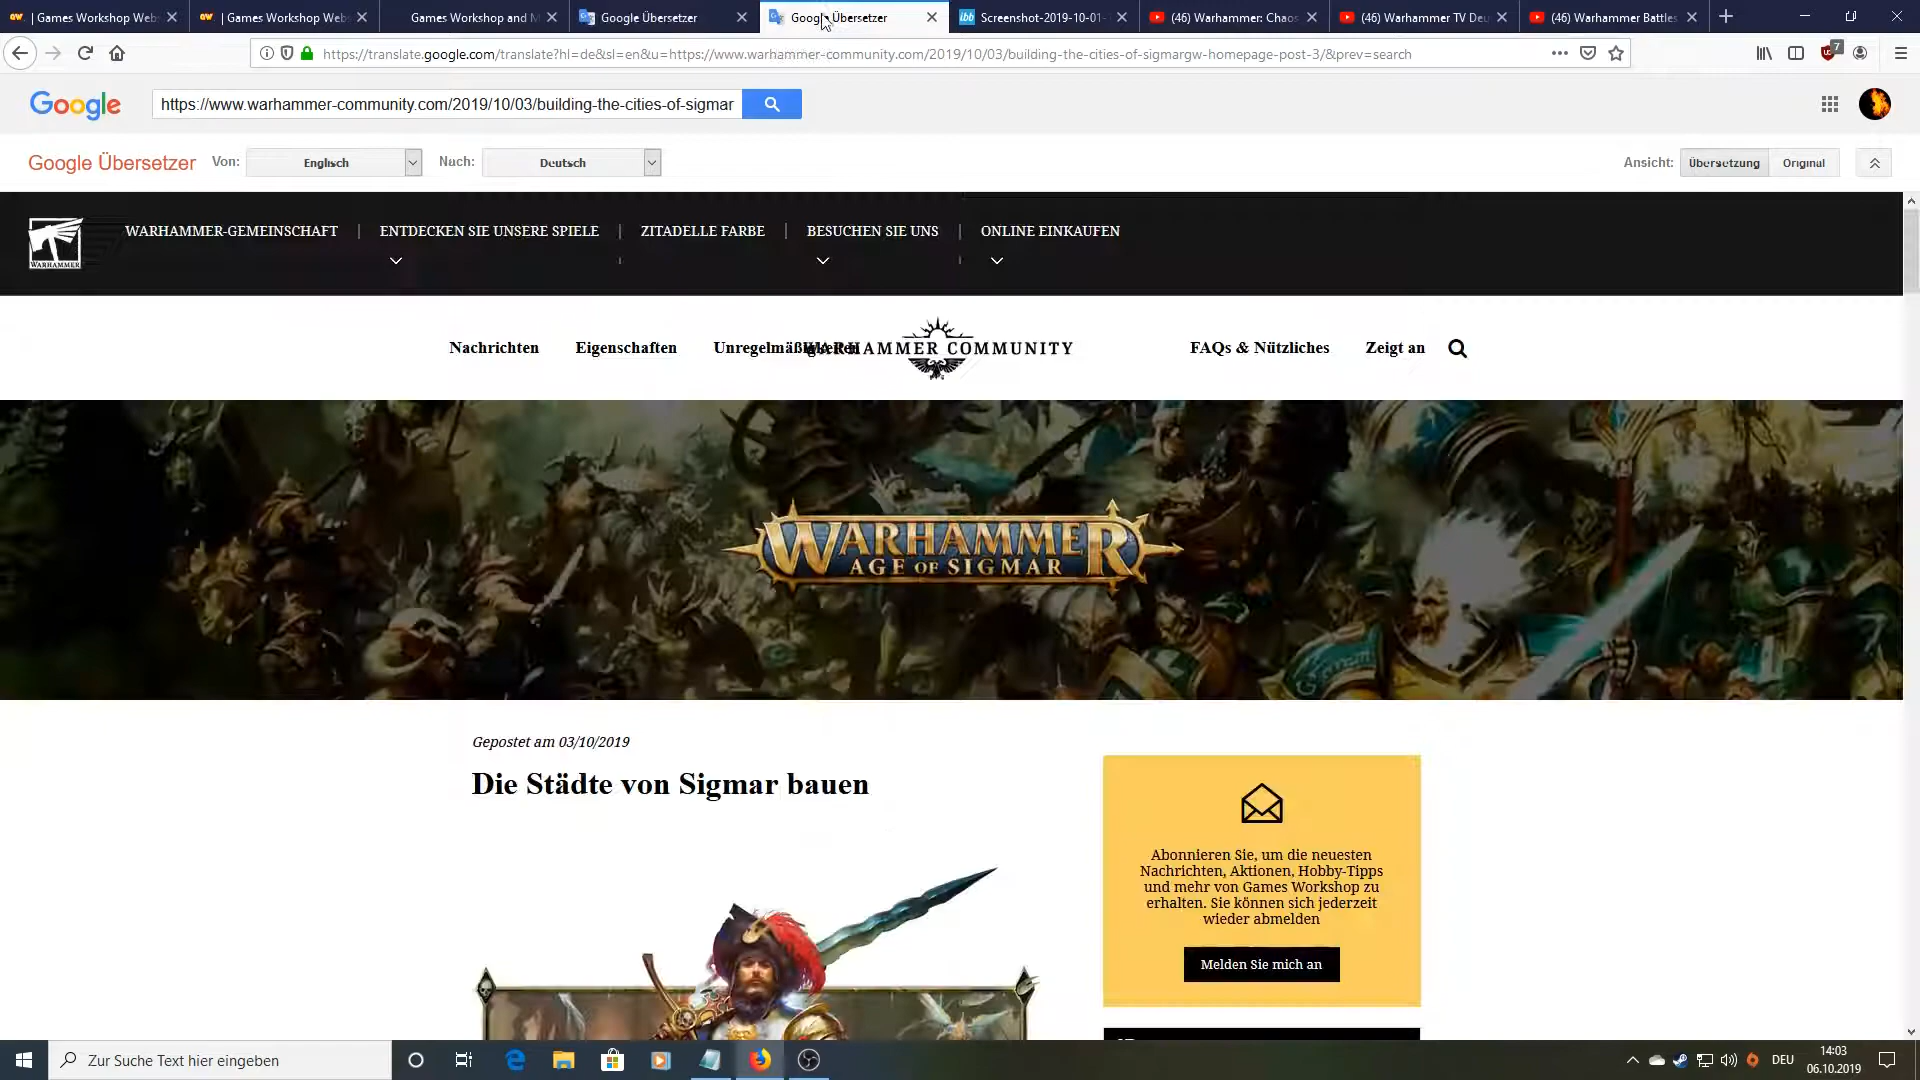 | Games Workshop Webs
| Games Workshop Webs
Games Workshop and M
Google Übersetzer
Google Übersetzer
ibb Screenshot-2019-10-01-
(46) Warhammer: Chaos
(46) Warhammer TV Deu
(46) Warhammer Battles
https://translate.google.com/translate?hl=de&sl=en&u=https://www.warhammer-community.com/2019/10/03/building-the-cities-of-sigmargw-homepage-post-3/&prev=search
7
Google
https://www.warhammer-community.com/2019/10/03/building-the-cities-of-sigmar
Google Übersetzer Von: Englisch Nach: Deutsch Ansicht: Übersetzung Original
WARHAMMER
WARHAMMER-GEMEINSCHAFT | ENTDECKEN SIE UNSERE SPIELE | ZITADELLE FARBE | BESUCHEN SIE UNS | ONLINE EINKAUFEN
Nachrichten Eigenschaften Unregelmäßigkeiten WARHAMMER COMMUNITY FAQs & Nützliches Zeigt an
WARHAMMER
AGE OF SIGMAR
Gepostet am 03/10/2019
Die Städte von Sigmar bauen
Abonnieren Sie, um die neuesten
Nachrichten, Aktionen, Hobby-Tipps
und mehr von Games Workshop zu
erhalten. Sie können sich jederzeit
wieder abmelden
Melden Sie mich an
Zur Suche Text hier eingeben
DEU
14:03
06.10.2019